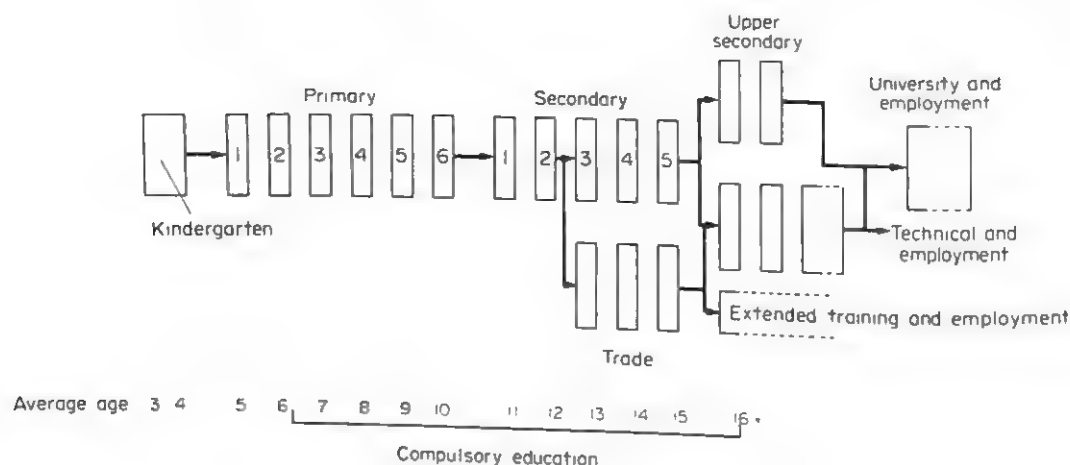 Upper
secondary
University and
employment
Primary
Secondary
1 2 3 4 5 6 1 2 3 4 5
Kindergarten
Technical and
employment
Extended training and employment
Trade
Average age 3 4 5 6 7 8 9 10 11 12 13 14 15 16 .
Compulsory education